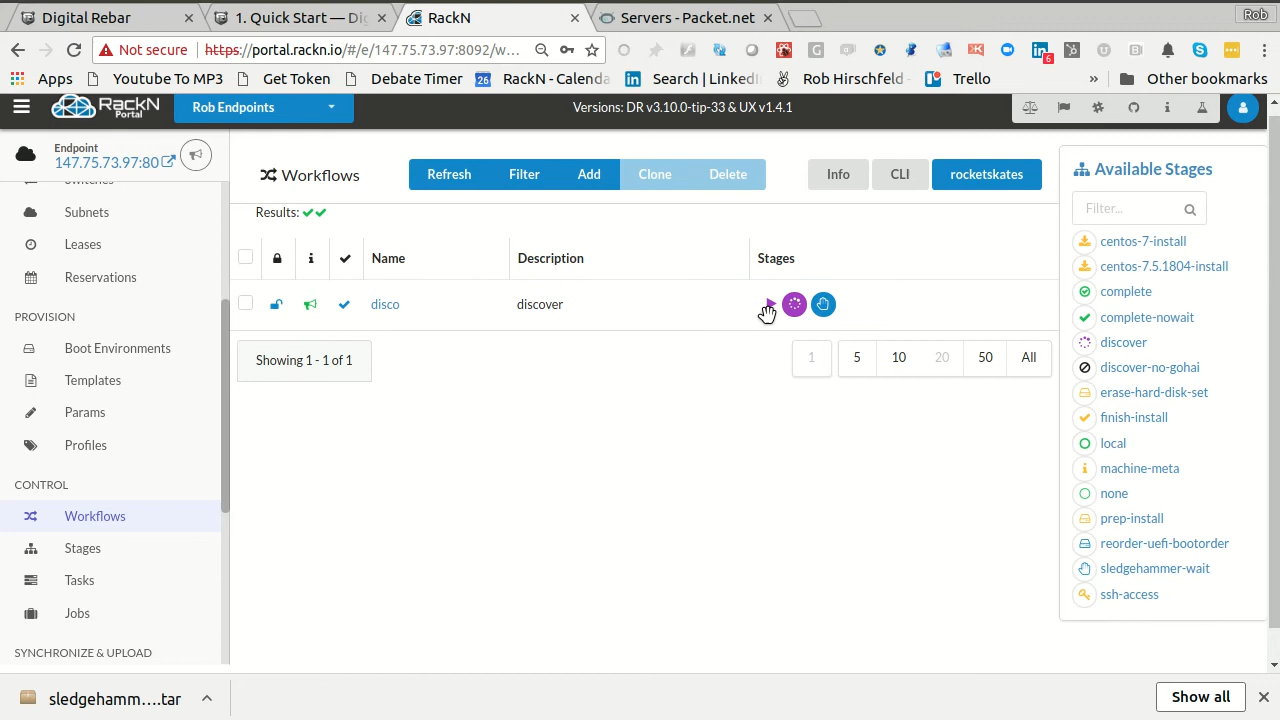 Digital Rebar
1. Quick Start — Di
RackN
Servers - Packet.net
Rob
Not secure
https://portal.rackn.io/#/e/147.75.73.97:8092/w...
6
Apps
Youtube To MP3
Get Token
Debate Timer
26
RackN - Calenda
Search | LinkedI
Rob Hirschfeld -
Trello
»
Other bookmarks
RackN
Portal
Rob Endpoints
Versions: DR v3.10.0-tip-33 & UX v1.4.1
Endpoint
147.75.73.97:80
Switches
Subnets
Leases
Reservations
PROVISION
Boot Environments
Templates
Params
Profiles
CONTROL
Workflows
Stages
Tasks
Jobs
SYNCHRONIZE & UPLOAD
Workflows
Refresh
Filter
Add
Clone
Delete
Info
CLI
rocketskates
Results:
Name
Description
Stages
disco
discover
Showing 1 - 1 of 1
1
5
10
20
50
All
Available Stages
Filter...
centos-7-install
centos-7.5.1804-install
complete
complete-nowait
discover
discover-no-gohai
erase-hard-disk-set
finish-install
local
machine-meta
none
prep-install
reorder-uefi-bootorder
sledgehammer-wait
ssh-access
sledgehamm....tar
Show all